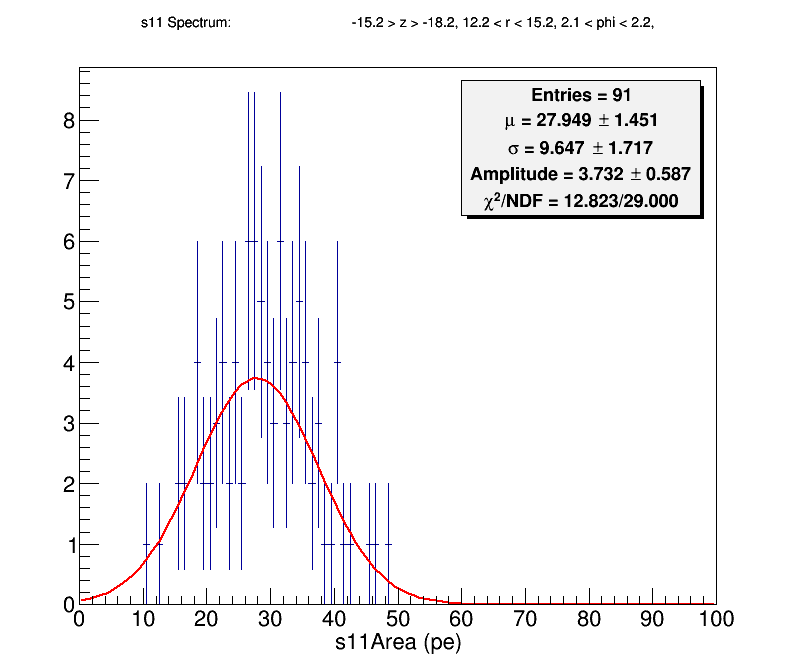 s11 Spectrum: -15.2 > z > -18.2, 12.2 < r < 15.2, 2.1 < phi < 2.2,
Entries = 91
μ = 27.949 ± 1.451
σ = 9.647 ± 1.717
Amplitude = 3.732 ± 0.587
χ²/NDF = 12.823/29.000
8
7
6
5
4
3
2
1
0
0 10 20 30 40 50 60 70 80 90 100
s11Area (pe)